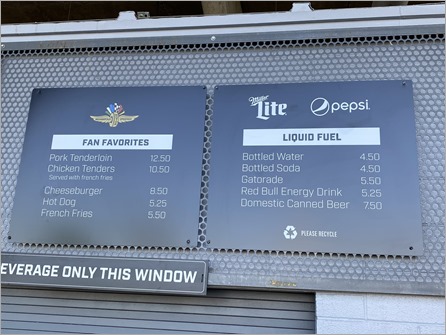 FAN FAVORITES
Pork Tenderloin 12.50
Chicken Tenders 10.50
Served with french fries
Cheeseburger 8.50
Hot Dog 5.25
French Fries 5.50
Miller Lite pepsi
LIQUID FUEL
Bottled Water 4.50
Bottled Soda 4.50
Gatorade 5.50
Red Bull Energy Drink 5.25
Domestic Canned Beer 7.50
PLEASE RECYCLE
EVERAGE ONLY THIS WINDOW